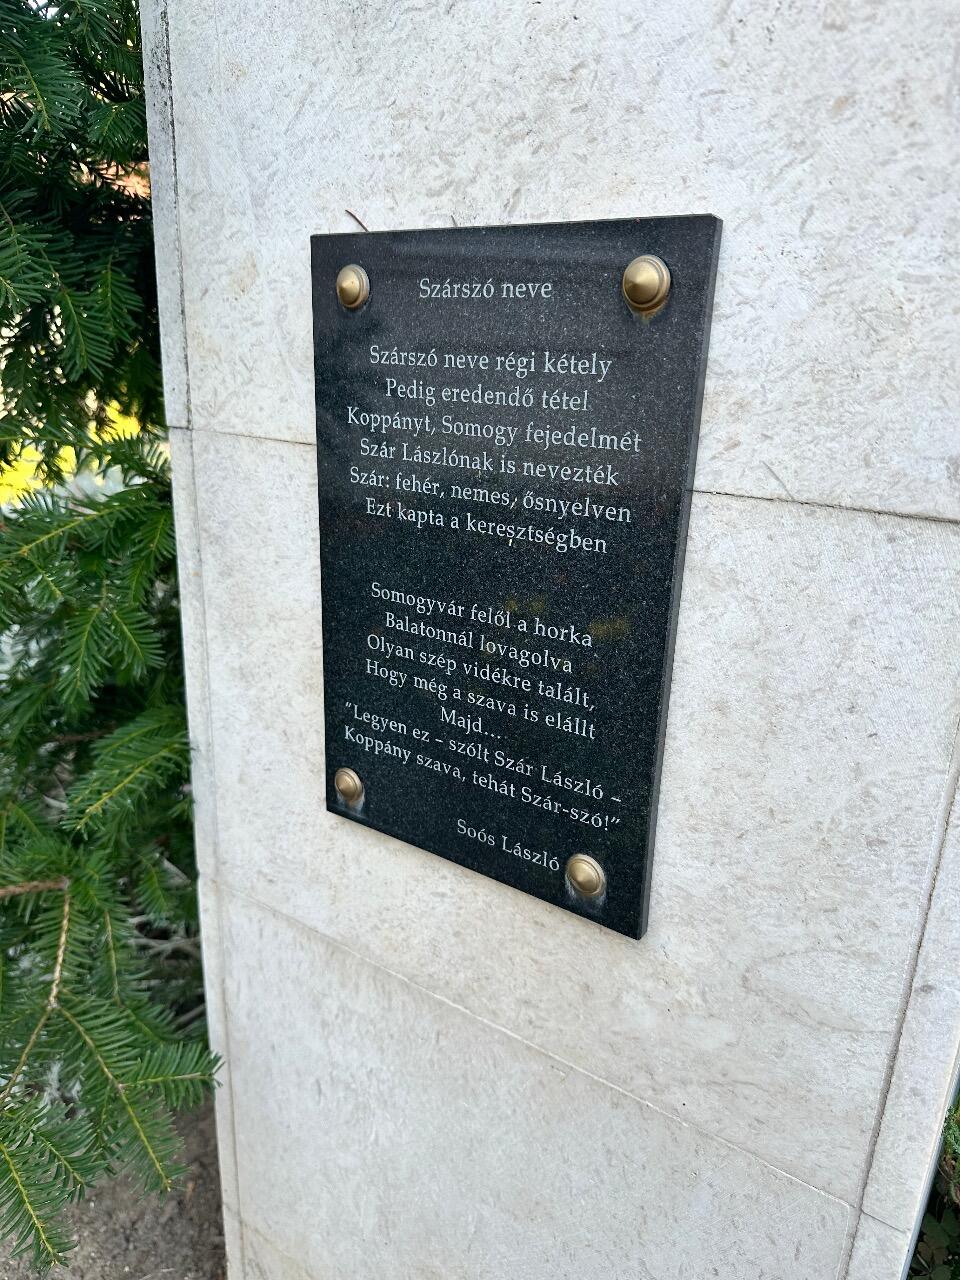 Szárszó neve
Szárszó neve régi kétely
Pedig eredendő tétel
Koppányt, Somogy fejedelmét
Szár Lászlónak is nevezték
Szár: fehér, nemes, ősnyelven
Ezt kapta a keresztségben
Somogyvár felől a horka
Balatonnál lovagolva
Olyan szép vidékre talált,
Hogy még a szava is elállt
Majd....
"Legyen ez – szólt Szár László –
Koppány szava, tehát Szár-szó!"
Soós László